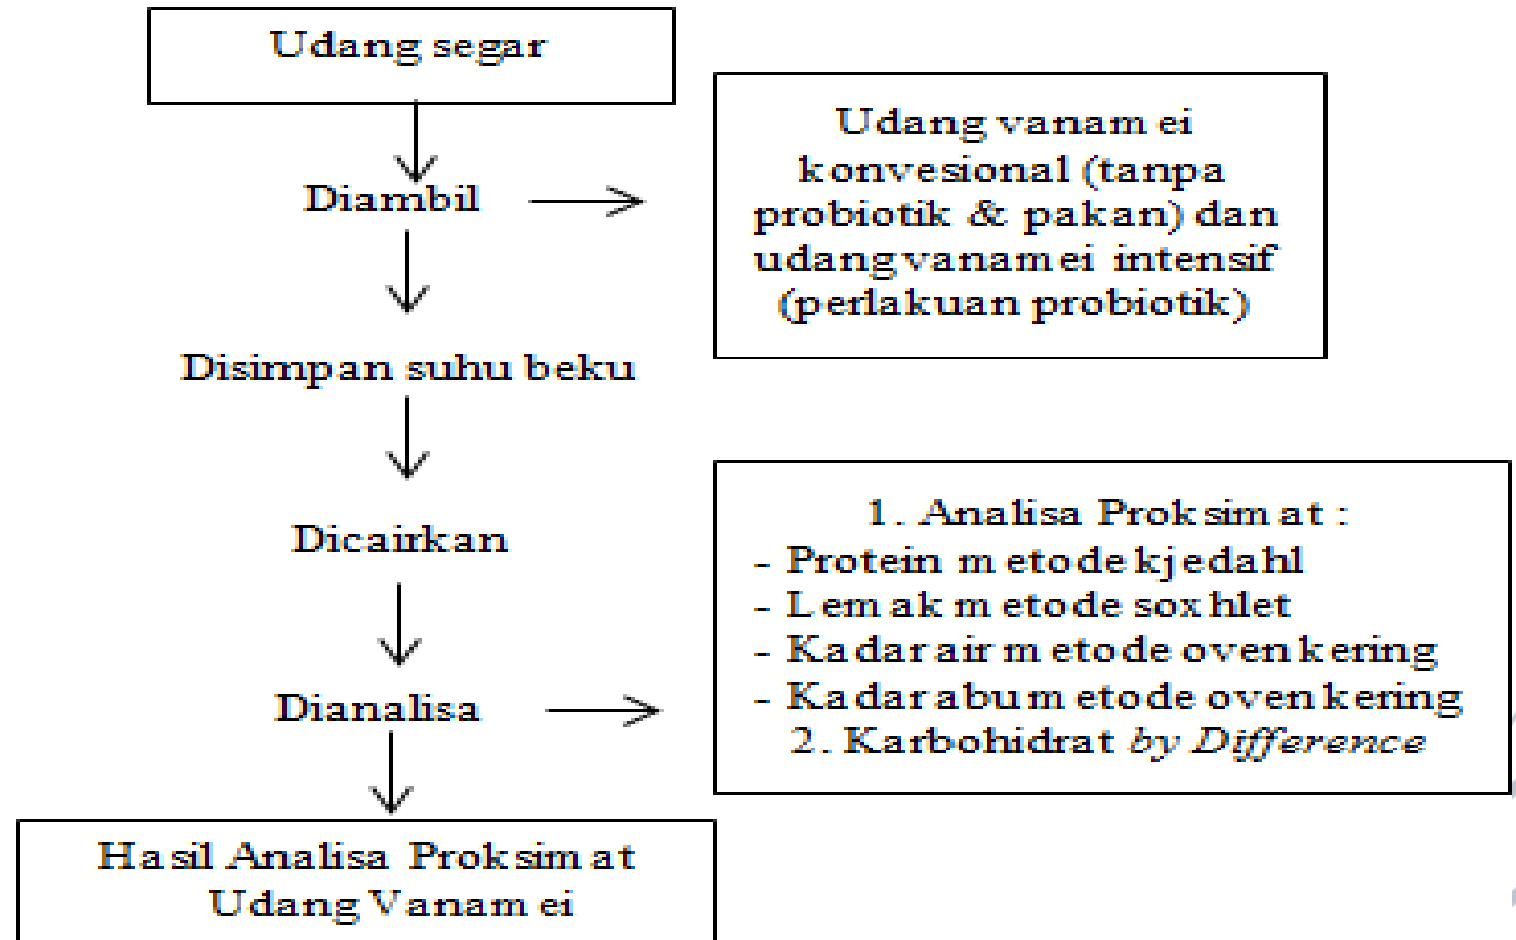 Udang segar
Diambil
Udang vanamei
konvesional (tanpa
probiotik & pakan) dan
udang vanamei intensif
(perlakuan probiotik)
Disimpan suhu beku
Dicairkan
Dianalisa
1. Analisa Proksimat :
- Protein metode kjedahl
- Lemak metode soxhlet
- Kadar air metode oven kering
- Kadar abu metode oven kering
2. Karbohidrat by Difference
Hasil Analisa Proksimat
Udang Vanamei